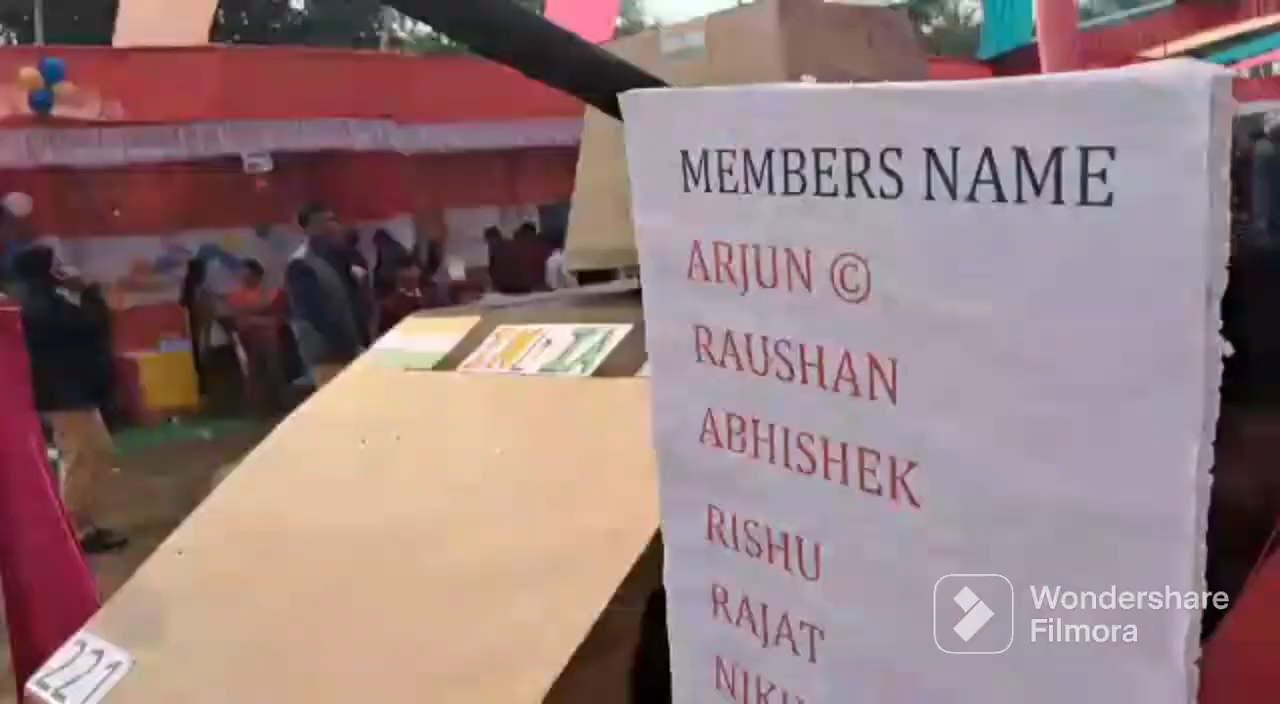 MEMBERS NAME
ARJUN ©
RAUSHAN
ABHISHEK
RISHU
RAJAT
221
Wondershare
Filmora